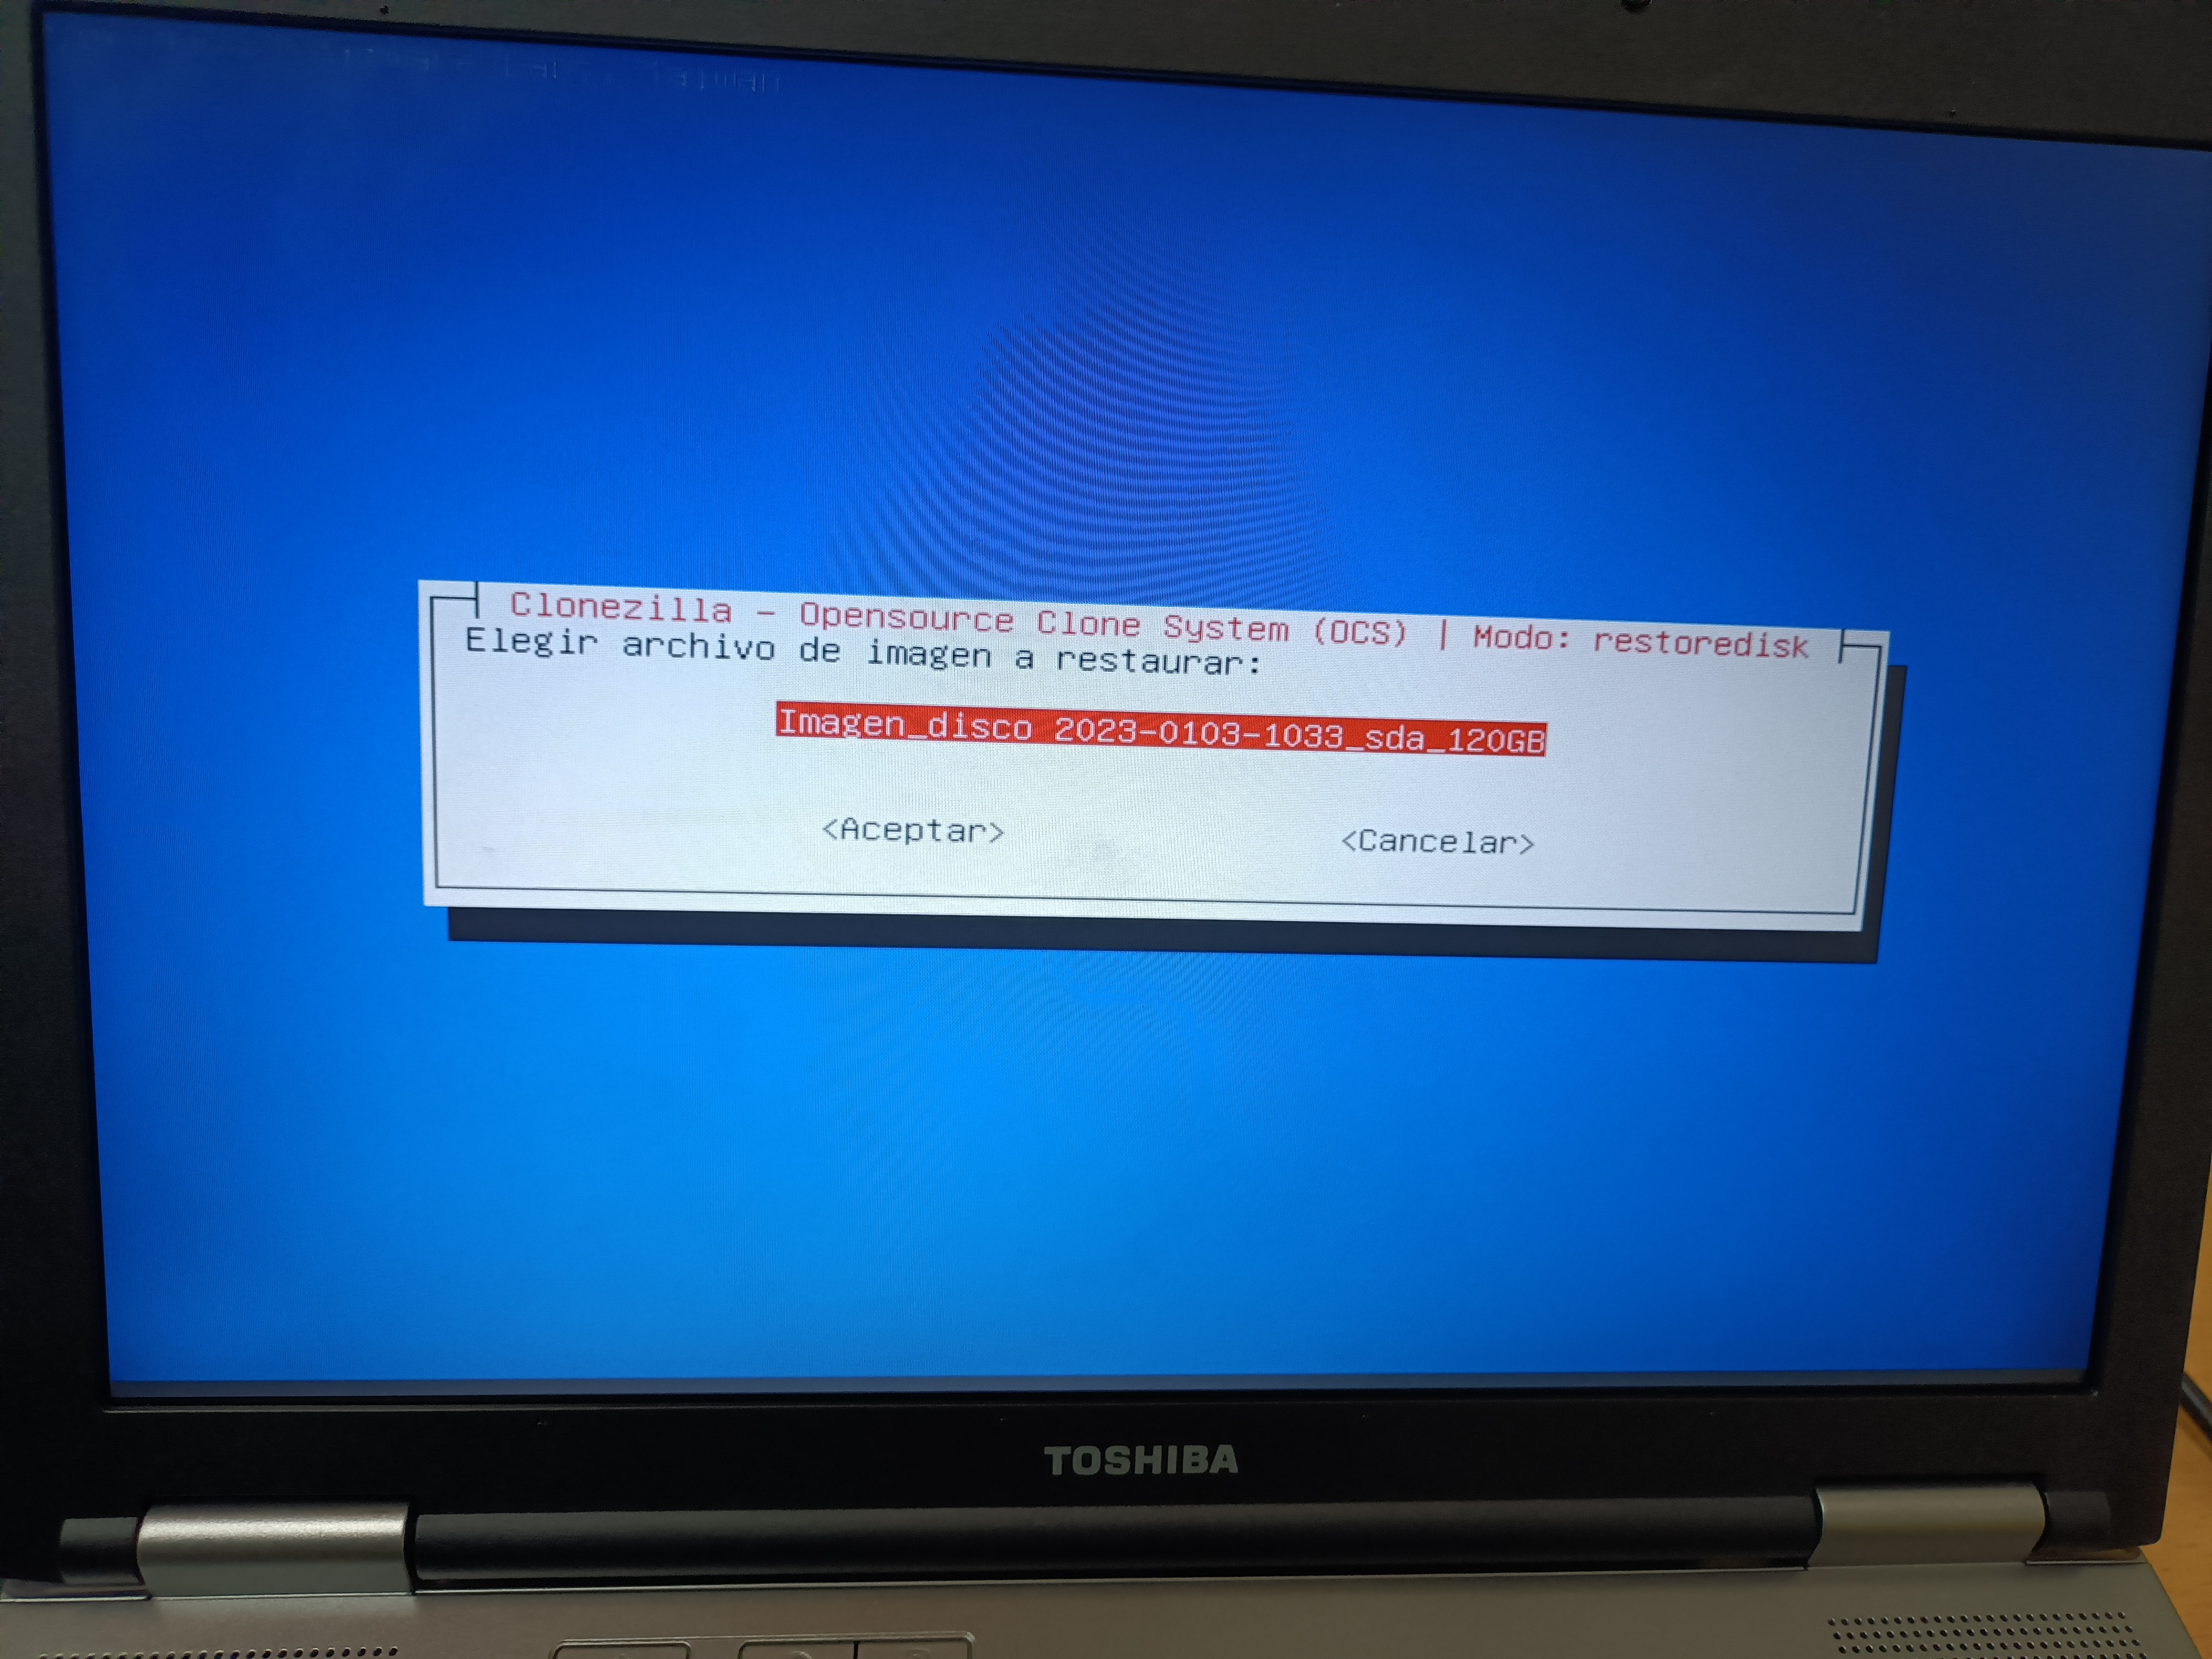 Clonezilla - Opensource Clone System (OCS) | Modo: restoredisk
Elegir archivo de imagen a restaurar:
Imagen_disco 2023-0103-1033_sda_120GB
<Aceptar> <Cancelar>
TOSHIBA